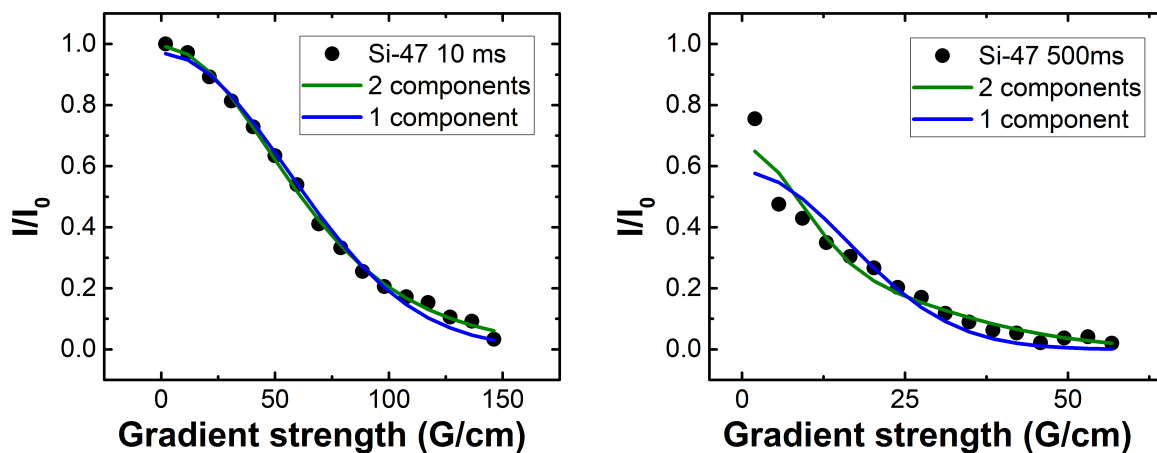 1.0
0.8
0.6
0.4
0.2
0.0
I/I0
Si-47 10 ms
2 components
1 component
0 50 100 150
Gradient strength (G/cm)
1.0
0.8
0.6
0.4
0.2
0.0
I/I0
Si-47 500ms
2 components
1 component
0 25 50
Gradient strength (G/cm)